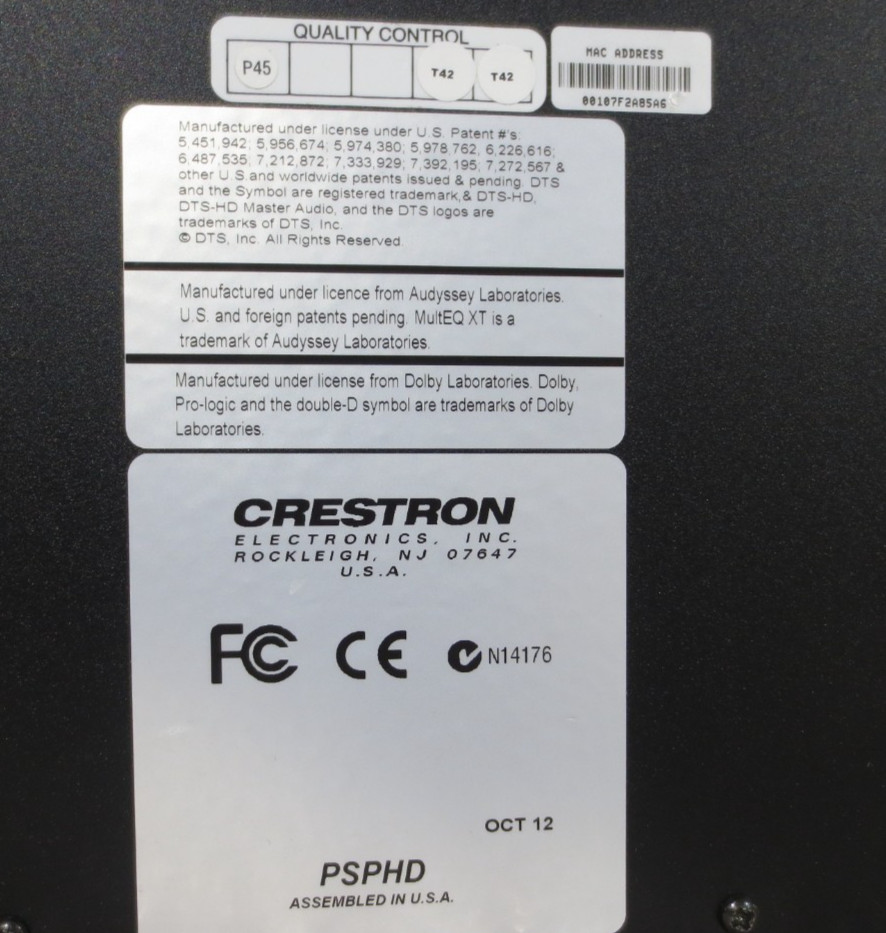 QUALITY CONTROL
P45 T42 T42
MAC ADDRESS
00107F2A85A6
Manufactured under license under U.S. Patent #'s:
5,451,942; 5,956,674; 5,974,380; 5,978,762; 6,226,616;
6,487,535; 7,212,872; 7,333,929; 7,392,195; 7,272,567 &
other U.S.and worldwide patents issued & pending. DTS
and the Symbol are registered trademark,& DTS-HD,
DTS-HD Master Audio, and the DTS logos are
trademarks of DTS, Inc.
© DTS, Inc. All Rights Reserved.
Manufactured under licence from Audyssey Laboratories.
U.S. and foreign patents pending. MultEQ XT is a
trademark of Audyssey Laboratories.
Manufactured under license from Dolby Laboratories. Dolby,
Pro-logic and the double-D symbol are trademarks of Dolby
Laboratories.
CRESTRON
ELECTRONICS, INC.
ROCKLEIGH, NJ 07647
U.S.A.
FC CE N14176
OCT 12
PSPHD
ASSEMBLED IN U.S.A.